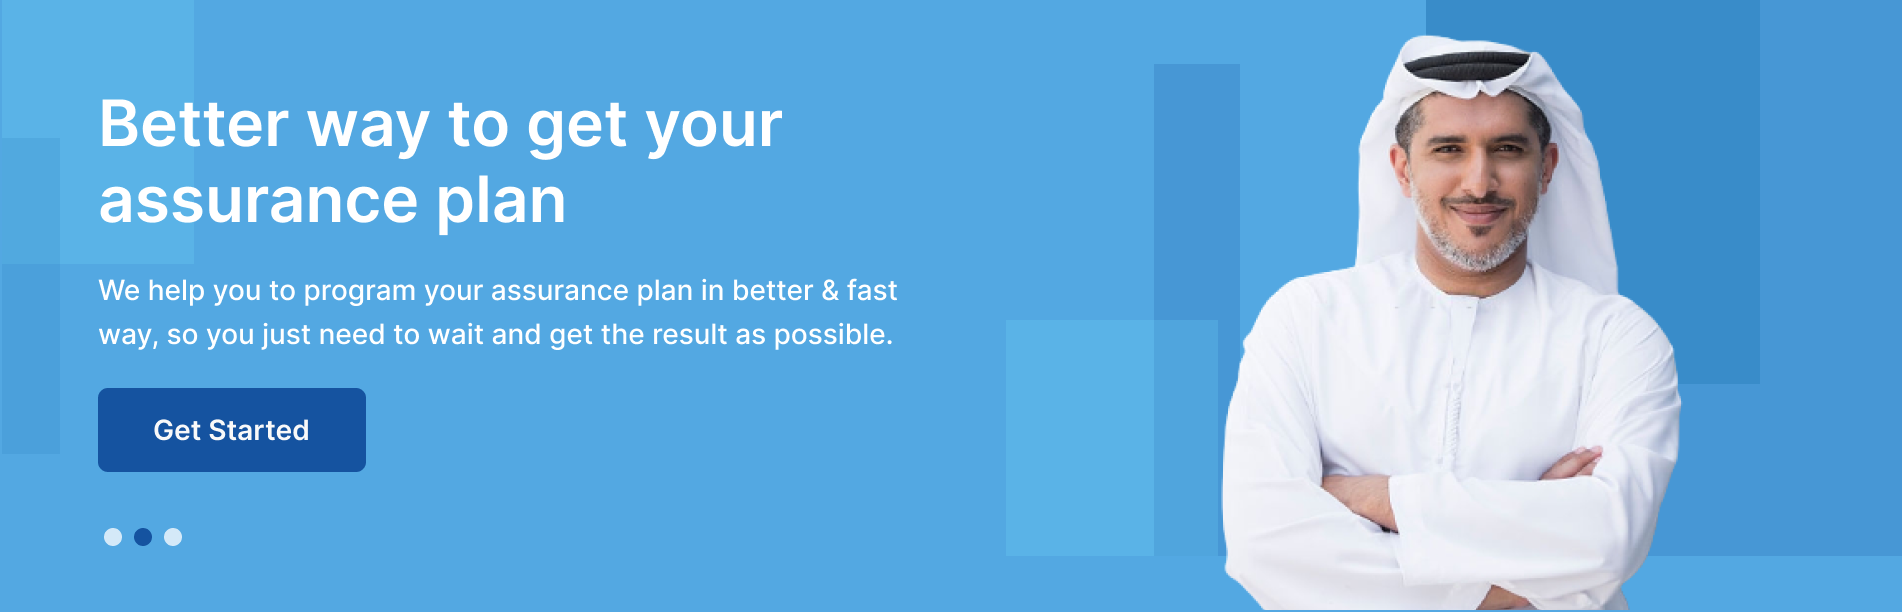 Better way to get your
assurance plan
We help you to program your assurance plan in better & fast
way, so you just need to wait and get the result as possible.
Get Started